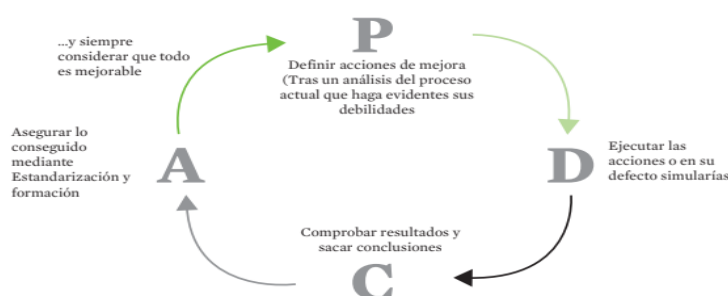 P
Definir acciones de mejora
(Tras un análisis del proceso
actual que haga evidentes sus
debilidades
D
Ejecutar las
acciones o en su
defecto simularías
C
Comprobar resultados y
sacar conclusiones
A
Asegurar lo
conseguido
mediante
Estandarización y
formación
...y siempre
considerar que todo
es mejorable